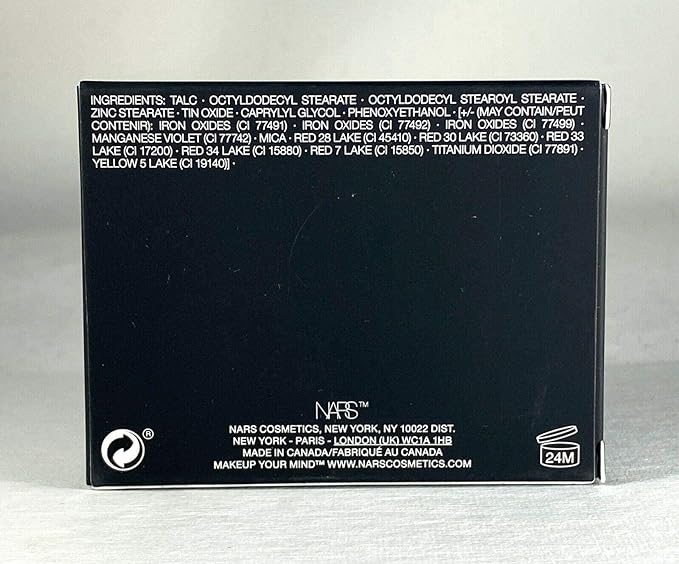 INGREDIENTS: TALC · OCTYLDODECYL STEARATE · OCTYLDODECYL STEAROYL STEARATE ·
ZINC STEARATE · TIN OXIDE · CAPRYLYL GLYCOL · PHENOXYETHANOL · [+/- (MAY CONTAIN/PEUT
CONTENIR): IRON OXIDES (CI 77491) · IRON OXIDES (CI 77492) · IRON OXIDES (CI 77499) ·
MANGANESE VIOLET (CI 77742) · MICA · RED 28 LAKE (CI 45410) · RED 30 LAKE (CI 73360) · RED 33
LAKE (CI 17200) · RED 34 LAKE (CI 15880) · RED 7 LAKE (CI 15850) · TITANIUM DIOXIDE (CI 77891) ·
YELLOW 5 LAKE (CI 19140)] ·
NARS™
NARS COSMETICS, NEW YORK, NY 10022 DIST.
NEW YORK - PARIS - LONDON (UK) WC1A 1HB
MADE IN CANADA/FABRIQUÉ AU CANADA
MAKEUP YOUR MIND™ WWW.NARSCOSMETICS.COM
®
24M